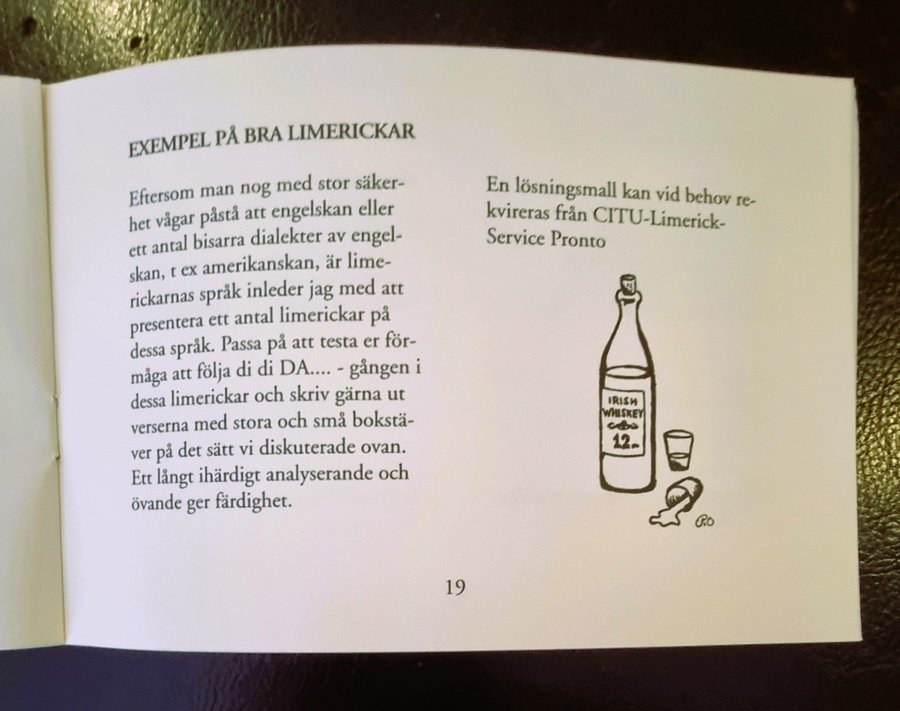 EXEMPEL PÅ BRA LIMERICKAR
Eftersom man nog med stor säker-
het vågar påstå att engelskan eller
ett antal bisarra dialekter av engel-
skan, t ex amerikanskan, är lime-
rickarnas språk inleder jag med att
presentera ett antal limerickar på
dessa språk. Passa på att testa er för-
måga att följa di di DA.... - gången i
dessa limerickar och skriv gärna ut
verserna med stora och små bokstä-
ver på det sätt vi diskuterade ovan.
Ett långt ihärdigt analyserande och
övande ger färdighet.
En lösningsmall kan vid behov re-
kvireras från CITU-Limerick-
Service Pronto
IRISH
WHISKEY
12
19